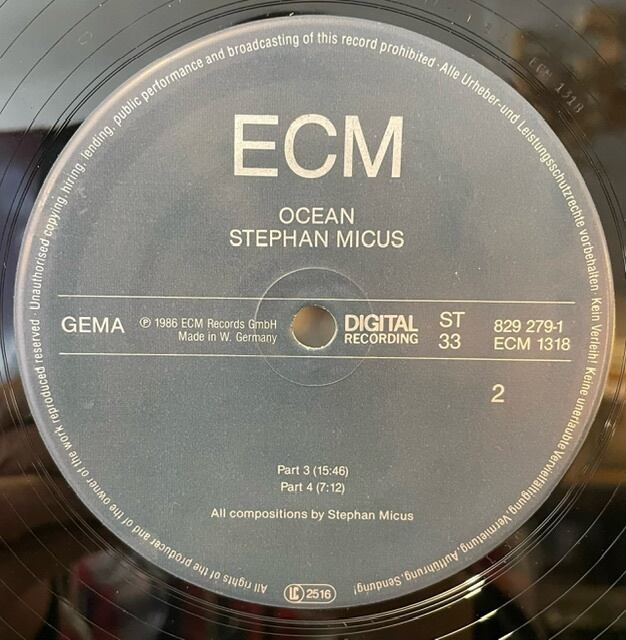 All rights of the producer and of the owner of the work reproduced reserved · Unauthorised copying, hiring, lending, public performance and broadcasting of this record prohibited · Alle Urheber-und Leistungsschutzrechte vorbehalten · Kein Verleih! Keine unerlaubte Vervielfältigung, Vermietung, Aufführung, Sendung!
ECM 1318
ECM
OCEAN
STEPHAN MICUS
GEMA
℗ 1986 ECM Records GmbH
Made in W. Germany
DIGITAL
RECORDING
ST
33
829 279-1
ECM 1318
2
Part 3 (15:46)
Part 4 (7:12)
All compositions by Stephan Micus
LC 2516